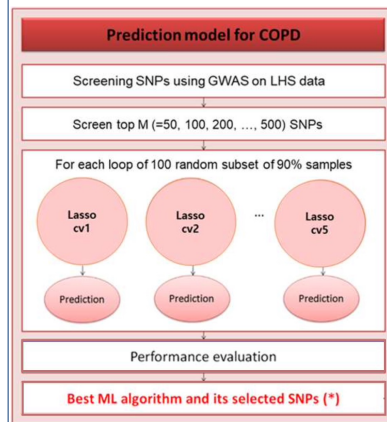 Prediction model for COPD
Screening SNPs using GWAS on LHS data
Screen top M (=50, 100, 200, ..., 500) SNPs
For each loop of 100 random subset of 90% samples
Lasso
cv1
Lasso
cv2
...
Lasso
cv5
Prediction
Prediction
Prediction
Performance evaluation
Best ML algorithm and its selected SNPs (*)